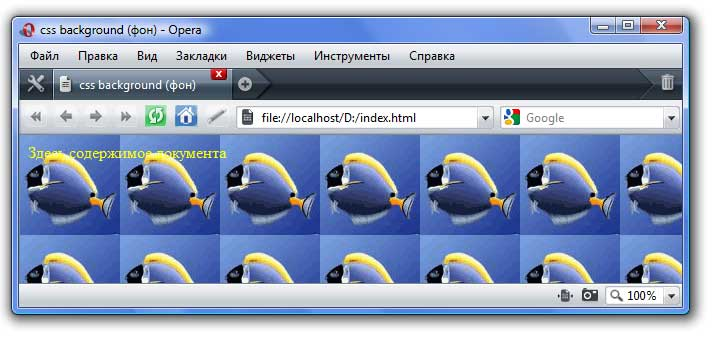 css background (фон) - Opera
Файл Правка Вид Закладки Виджеты Инструменты Справка
css background (фон)
file://localhost/D:/index.html Google
Здесь содержимое документа
100%